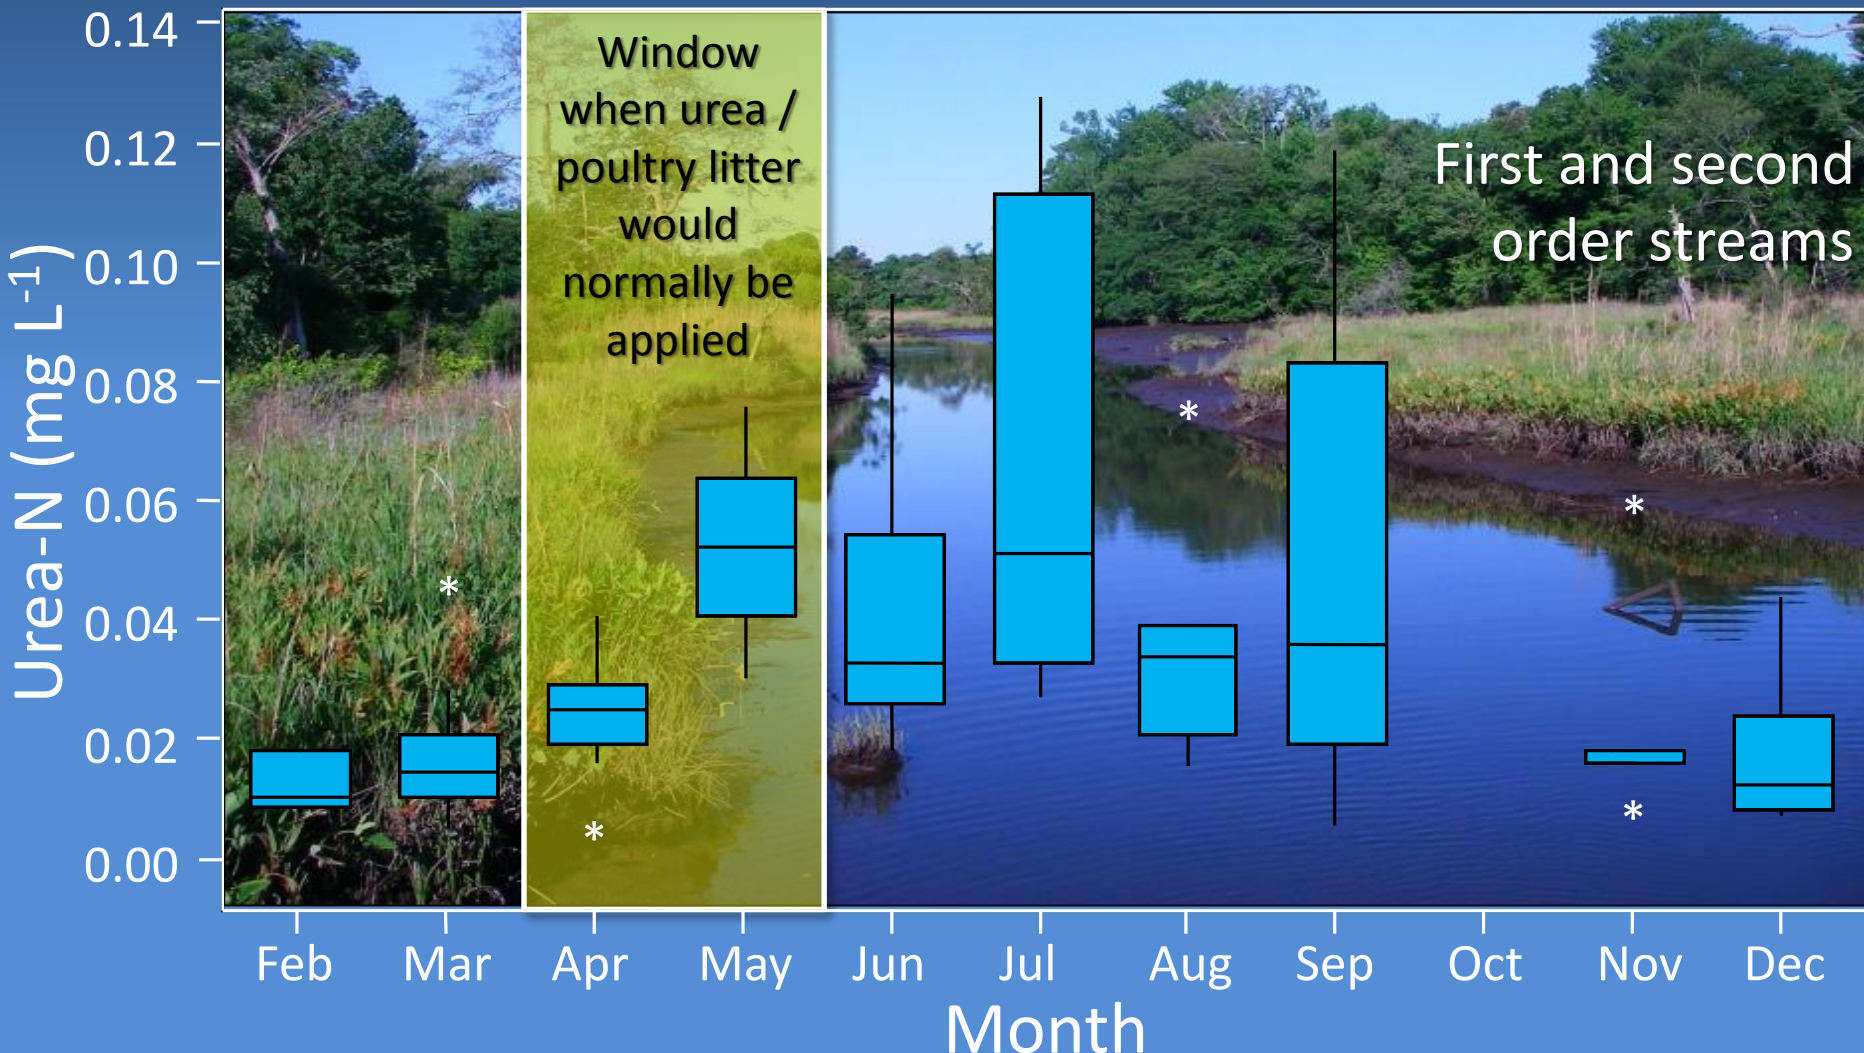 0.14
0.12
0.10
0.08
0.06
0.04
0.02
0.00
Urea-N (mg L⁻¹)
Window
when urea /
poultry litter
would
normally be
applied
First and second
order streams
*
*
*
*
*
Feb Mar Apr May Jun Jul Aug Sep Oct Nov Dec
Month